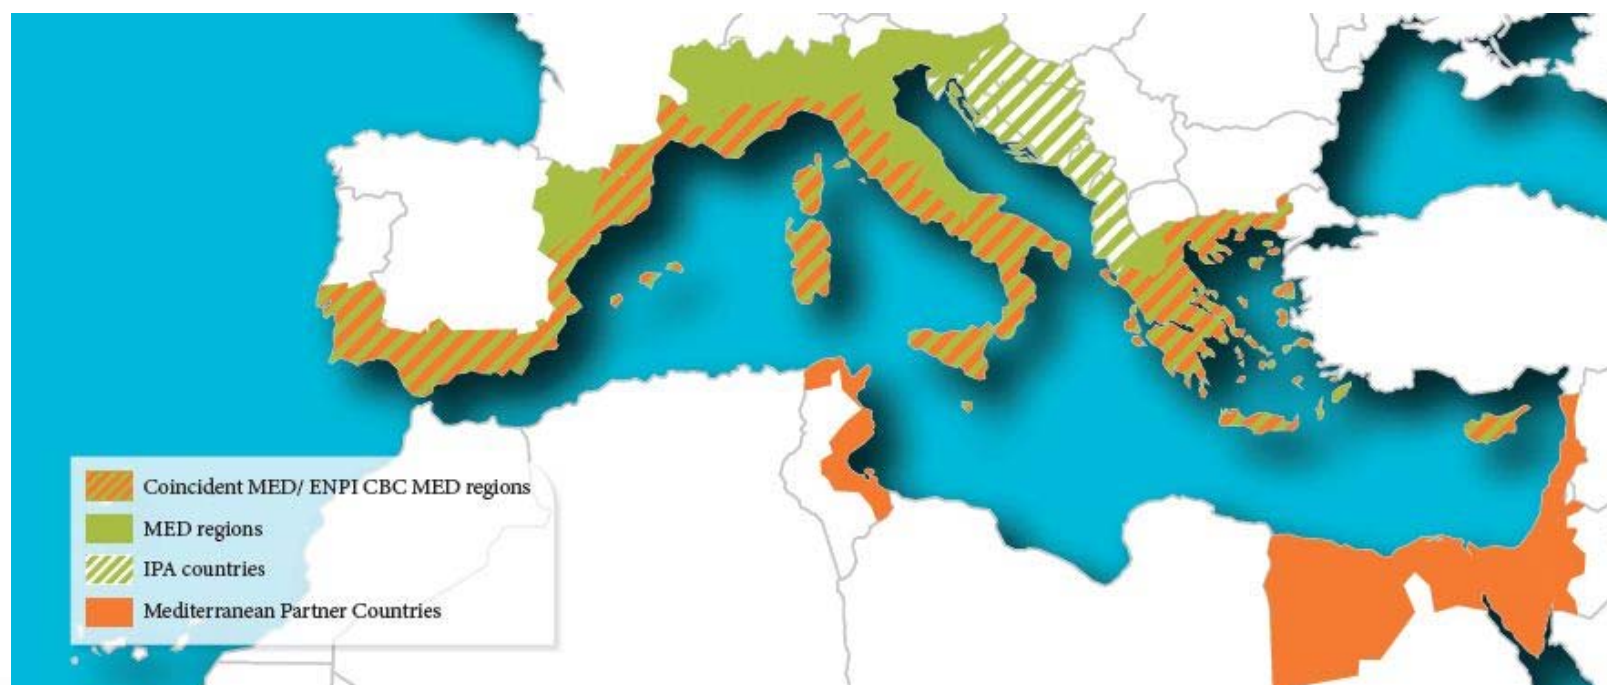 Coincident MED/ ENPI CBC MED regions
MED regions
IPA countries
Mediterranean Partner Countries